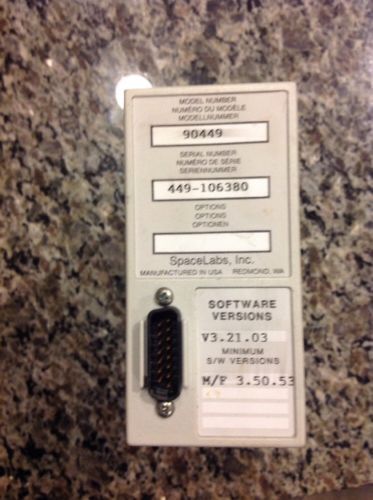 MODEL NUMBER
NUMÉRO DU MODÈLE
MODELLNUMMER
90449
SERIAL NUMBER
NUMÉRO DE SÉRIE
SERIENNUMMER
449-106380
OPTIONS
OPTIONS
OPTIONEN
SpaceLabs, Inc.
MANUFACTURED IN USA REDMOND, WA
SOFTWARE
VERSIONS
V3.21.03
MINIMUM
S/W VERSIONS
M/F 3.50.53